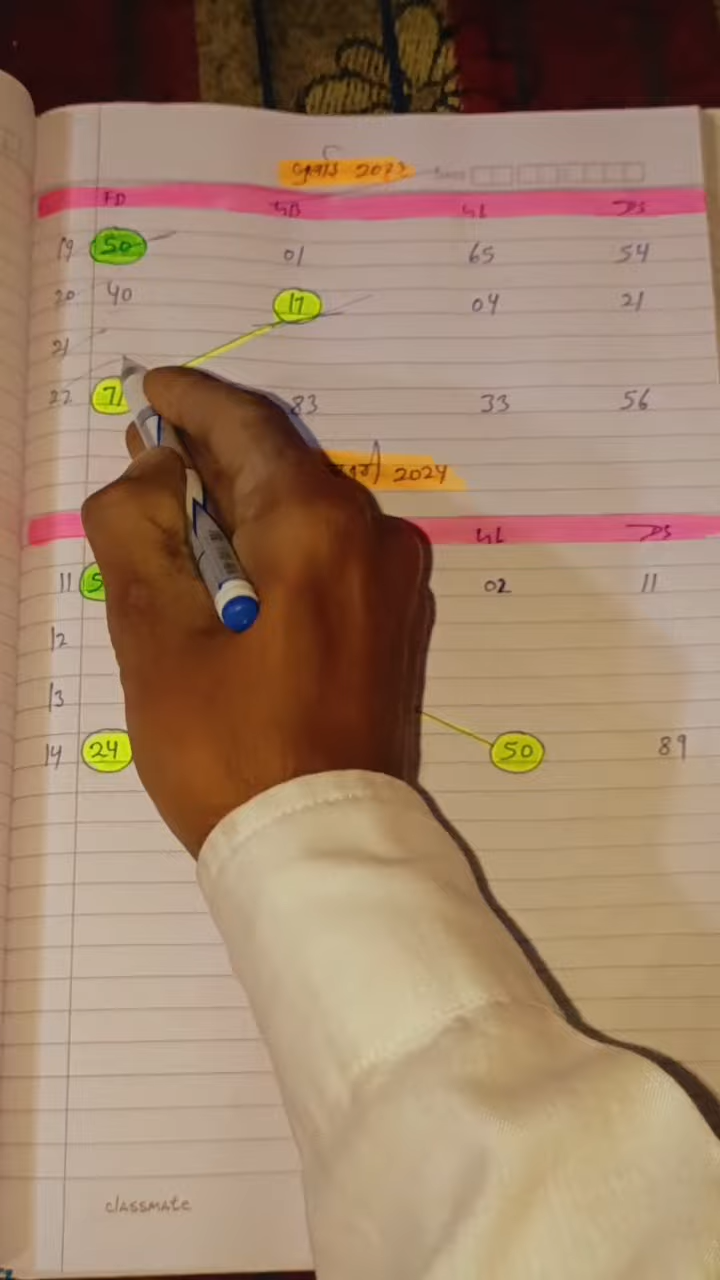 जुलाई 2023
FD GB GL DS
19 50 01 65 54
20 40 17 04 21
21
22 71 83 33 56
2024
GL DS
11 5 02 11
12
13
14 24 50 89
classmate